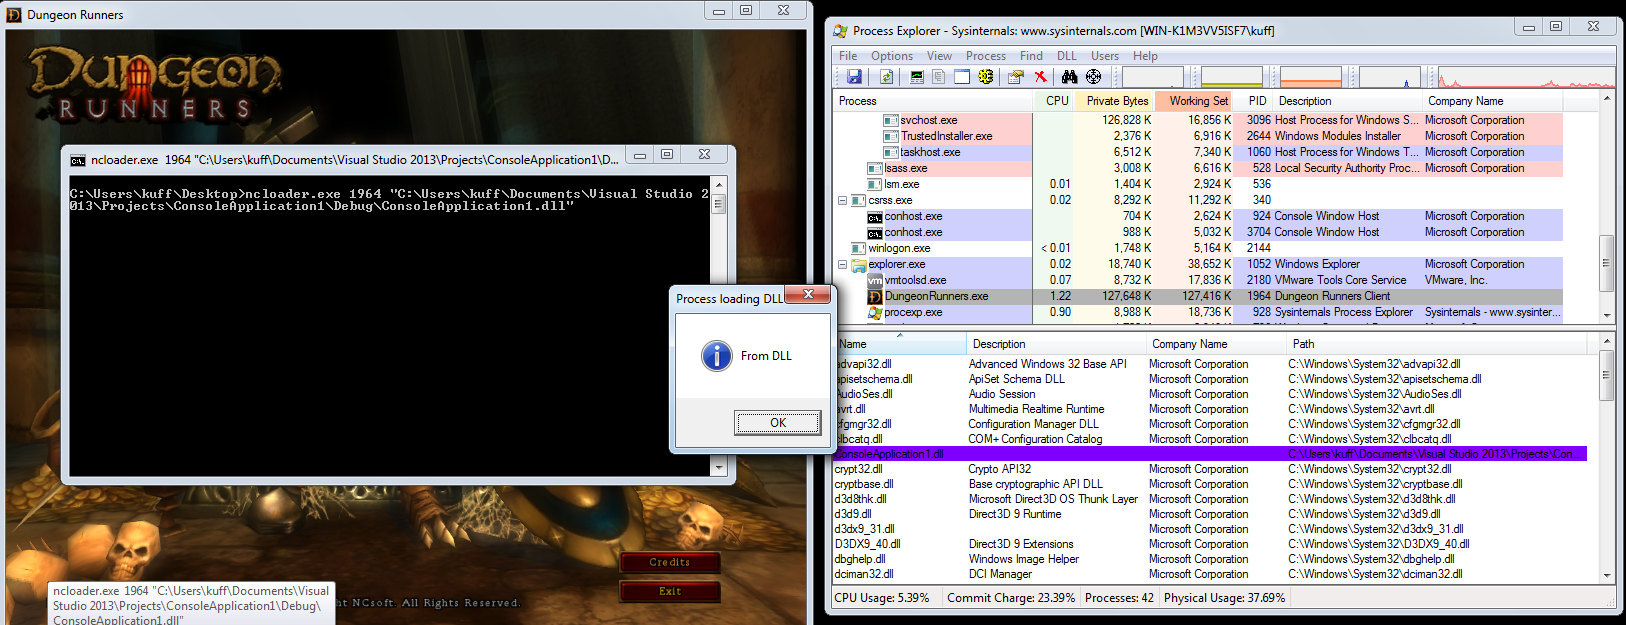 Dungeon Runners
DUNGEON
RUNNERS
ncloader.exe 1964 "C:\Users\kuff\Documents\Visual Studio 2013\Projects\ConsoleApplication1\D...
C:\Users\kuff\Desktop>ncloader.exe 1964 "C:\Users\kuff\Documents\Visual Studio 2
013\Projects\ConsoleApplication1\Debug\ConsoleApplication1.dll"
Process loading DLL
From DLL
OK
Credits
Exit
ht NCsoft. All Rights Reserved.
ncloader.exe 1964 "C:\Users\kuff\Documents\Visual
Studio 2013\Projects\ConsoleApplication1\Debug\
ConsoleApplication1.dll"
Process Explorer - Sysinternals: www.sysinternals.com [WIN-K1M3VV5ISF7\kuff]
File Options View Process Find DLL Users Help
Process CPU Private Bytes Working Set PID Description Company Name
svchost.exe 126,828 K 16,856 K 3096 Host Process for Windows S... Microsoft Corporation
TrustedInstaller.exe 2,376 K 6,916 K 2644 Windows Modules Installer Microsoft Corporation
taskhost.exe 6,512 K 7,340 K 1060 Host Process for Windows T... Microsoft Corporation
lsass.exe 3,008 K 6,616 K 528 Local Security Authority Proc... Microsoft Corporation
lsm.exe 0.01 1,404 K 2,924 K 536
csrss.exe 0.02 8,292 K 11,292 K 340
conhost.exe 704 K 2,624 K 924 Console Window Host Microsoft Corporation
conhost.exe 988 K 5,032 K 3704 Console Window Host Microsoft Corporation
winlogon.exe < 0.01 1,748 K 5,164 K 2144
explorer.exe 0.02 18,740 K 38,652 K 1052 Windows Explorer Microsoft Corporation
vmtoolsd.exe 0.07 8,732 K 17,836 K 2180 VMware Tools Core Service VMware, Inc.
DungeonRunners.exe 1.22 127,648 K 127,416 K 1964 Dungeon Runners Client
procexp.exe 0.90 8,988 K 18,736 K 928 Sysinternals Process Explorer Sysinternals - www.sysinter...
Name Description Company Name Path
advapi32.dll Advanced Windows 32 Base API Microsoft Corporation C:\Windows\System32\advapi32.dll
apisetschema.dll ApiSet Schema DLL Microsoft Corporation C:\Windows\System32\apisetschema.dll
AudioSes.dll Audio Session Microsoft Corporation C:\Windows\System32\AudioSes.dll
avrt.dll Multimedia Realtime Runtime Microsoft Corporation C:\Windows\System32\avrt.dll
cfgmgr32.dll Configuration Manager DLL Microsoft Corporation C:\Windows\System32\cfgmgr32.dll
clbcatq.dll COM+ Configuration Catalog Microsoft Corporation C:\Windows\System32\clbcatq.dll
ConsoleApplication1.dll C:\Users\kuff\Documents\Visual Studio 2013\Projects\Con...
crypt32.dll Crypto API32 Microsoft Corporation C:\Windows\System32\crypt32.dll
cryptbase.dll Base cryptographic API DLL Microsoft Corporation C:\Windows\System32\cryptbase.dll
d3d8thk.dll Microsoft Direct3D OS Thunk Layer Microsoft Corporation C:\Windows\System32\d3d8thk.dll
d3d9.dll Direct3D 9 Runtime Microsoft Corporation C:\Windows\System32\d3d9.dll
d3dx9_31.dll Microsoft Corporation C:\Windows\System32\d3dx9_31.dll
D3DX9_40.dll Direct3D 9 Extensions Microsoft Corporation C:\Windows\System32\D3DX9_40.dll
dbghelp.dll Windows Image Helper Microsoft Corporation C:\Windows\System32\dbghelp.dll
dciman32.dll DCI Manager Microsoft Corporation C:\Windows\System32\dciman32.dll
CPU Usage: 5.39% Commit Charge: 23.39% Processes: 42 Physical Usage: 37.69%